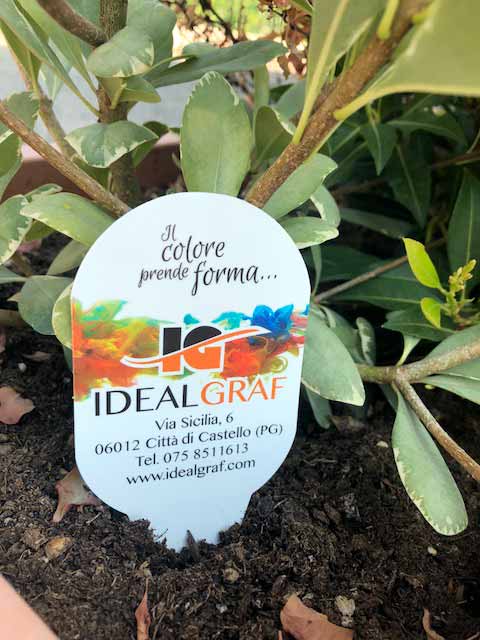 Il
colore
prende forma...
IG
IDEALGRAF
Via Sicilia, 6
06012 Città di Castello (PG)
Tel. 075 8511613
www.idealgraf.com